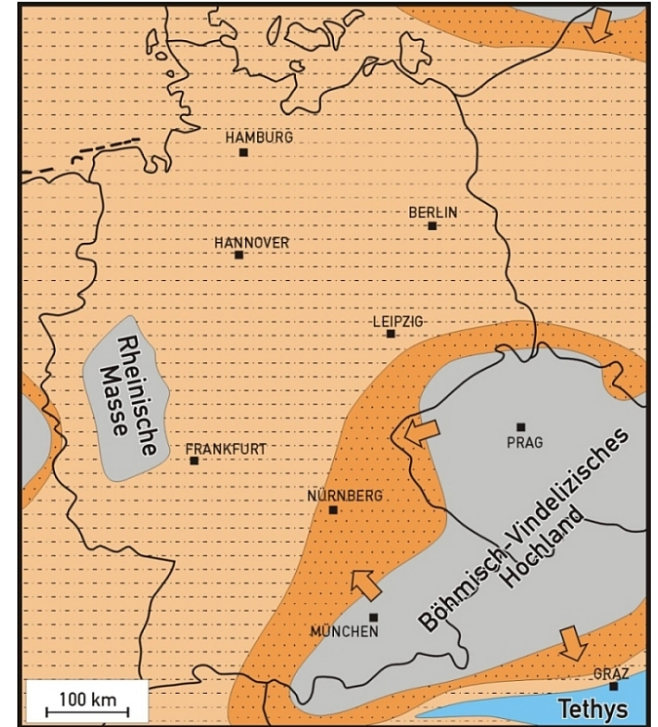 HAMBURG
BERLIN
HANNOVER
LEIPZIG
Rheinische
Masse
FRANKFURT
PRAG
NÜRNBERG
Böhmisch-Vindelizisches
Hochland
MÜNCHEN
GRAZ
100 km
Tethys